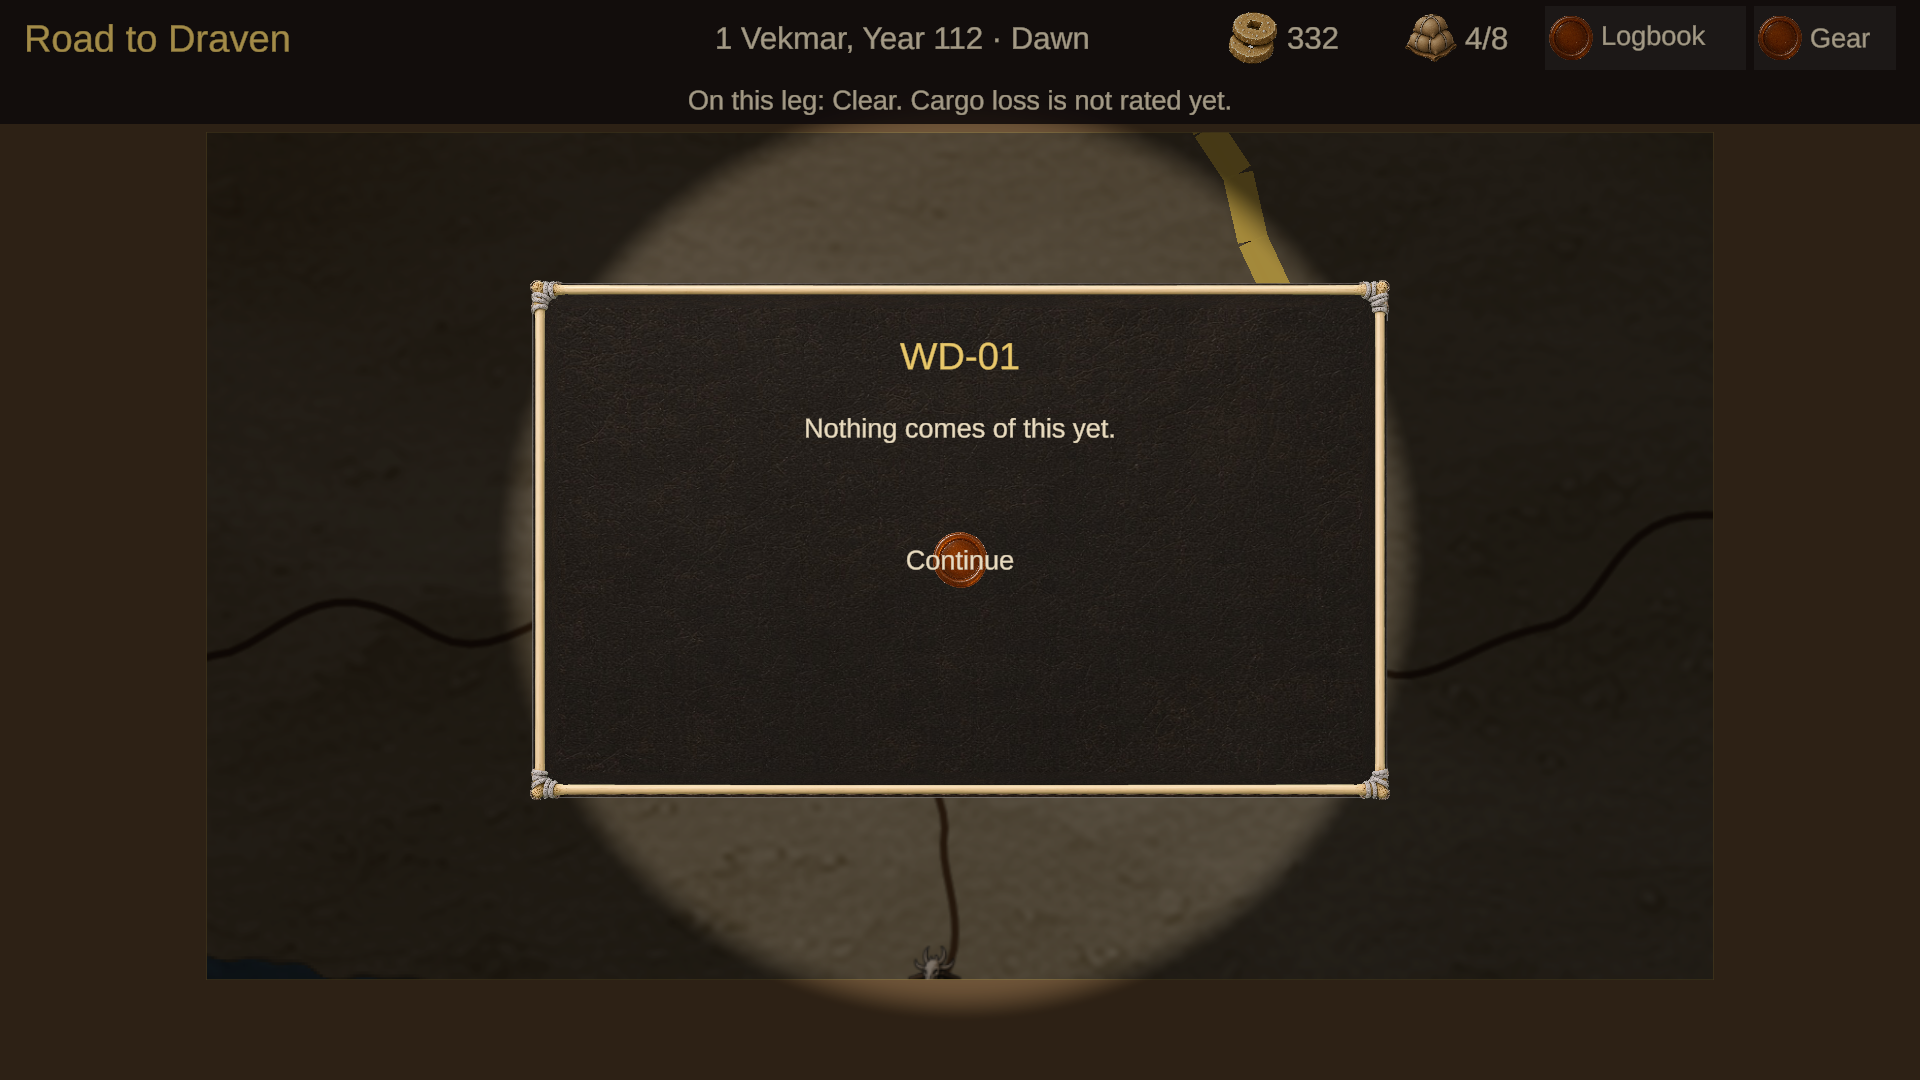 Road to Draven
1 Vekmar, Year 112 · Dawn
332
4/8
Logbook
Gear
On this leg: Clear. Cargo loss is not rated yet.
WD-01
Nothing comes of this yet.
Continue